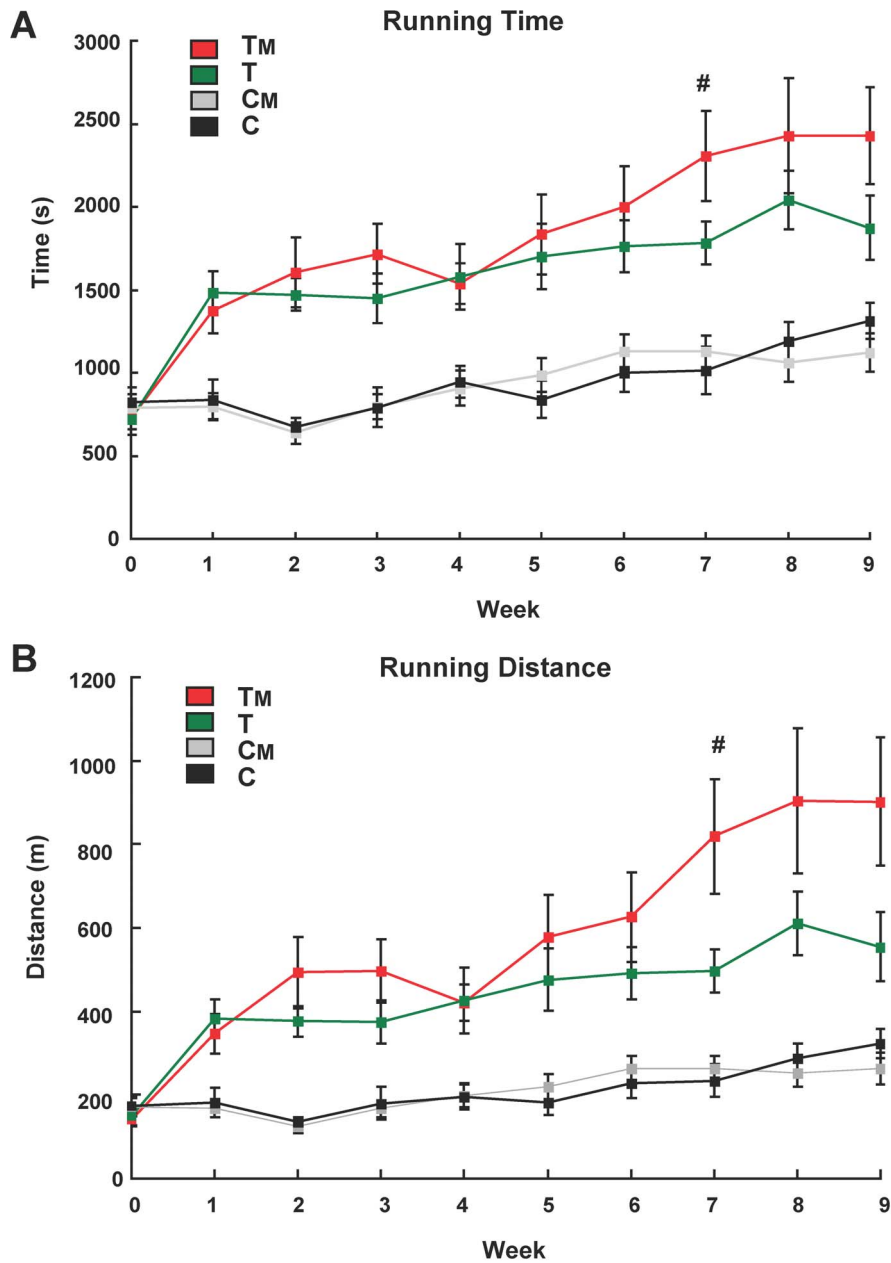 A
Running Time
3000
2500
2000
1500
1000
500
0
Time (s)
TM
T
CM
C
#
0 1 2 3 4 5 6 7 8 9
Week
B
Running Distance
1200
1000
800
600
400
200
0
Distance (m)
TM
T
CM
C
#
0 1 2 3 4 5 6 7 8 9
Week